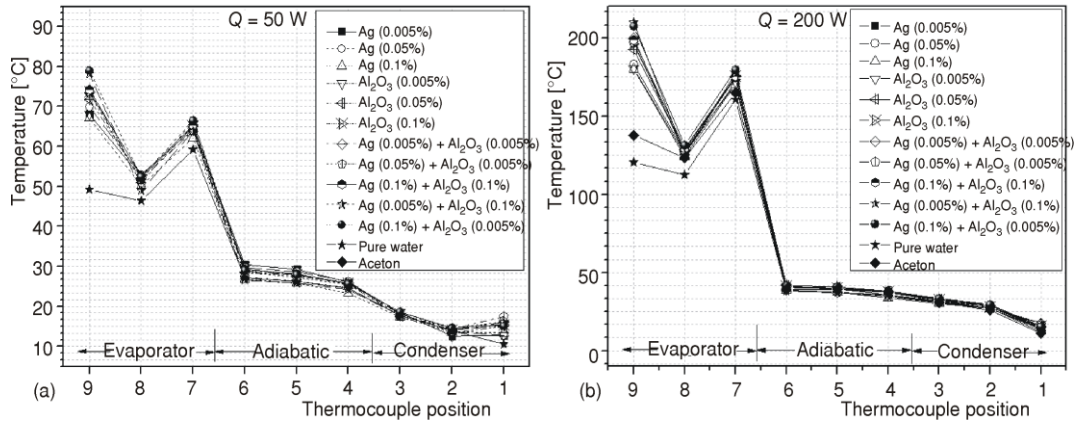 Q = 50 W
Temperature [°C]
95
90
80
70
60
50
40
30
20
10
Ag (0.005%)
Ag (0.05%)
Ag (0.1%)
Al2O3 (0.005%)
Al2O3 (0.05%)
Al2O3 (0.1%)
Ag (0.005%) + Al2O3 (0.005%)
Ag (0.05%) + Al2O3 (0.005%)
Ag (0.1%) + Al2O3 (0.1%)
Ag (0.005%) + Al2O3 (0.1%)
Ag (0.1%) + Al2O3 (0.005%)
Pure water
Aceton
Evaporator Adiabatic Condenser
9 8 7 6 5 4 3 2 1
(a)
Thermocouple position
Q = 200 W
Temperature [°C]
200
150
100
50
0
Ag (0.005%)
Ag (0.05%)
Ag (0.1%)
Al2O3 (0.005%)
Al2O3 (0.05%)
Al2O3 (0.1%)
Ag (0.005%) + Al2O3 (0.005%)
Ag (0.05%) + Al2O3 (0.005%)
Ag (0.1%) + Al2O3 (0.1%)
Ag (0.005%) + Al2O3 (0.1%)
Ag (0.1%) + Al2O3 (0.005%)
Pure water
Aceton
Evaporator Adiabatic Condenser
9 8 7 6 5 4 3 2 1
(b)
Thermocouple position